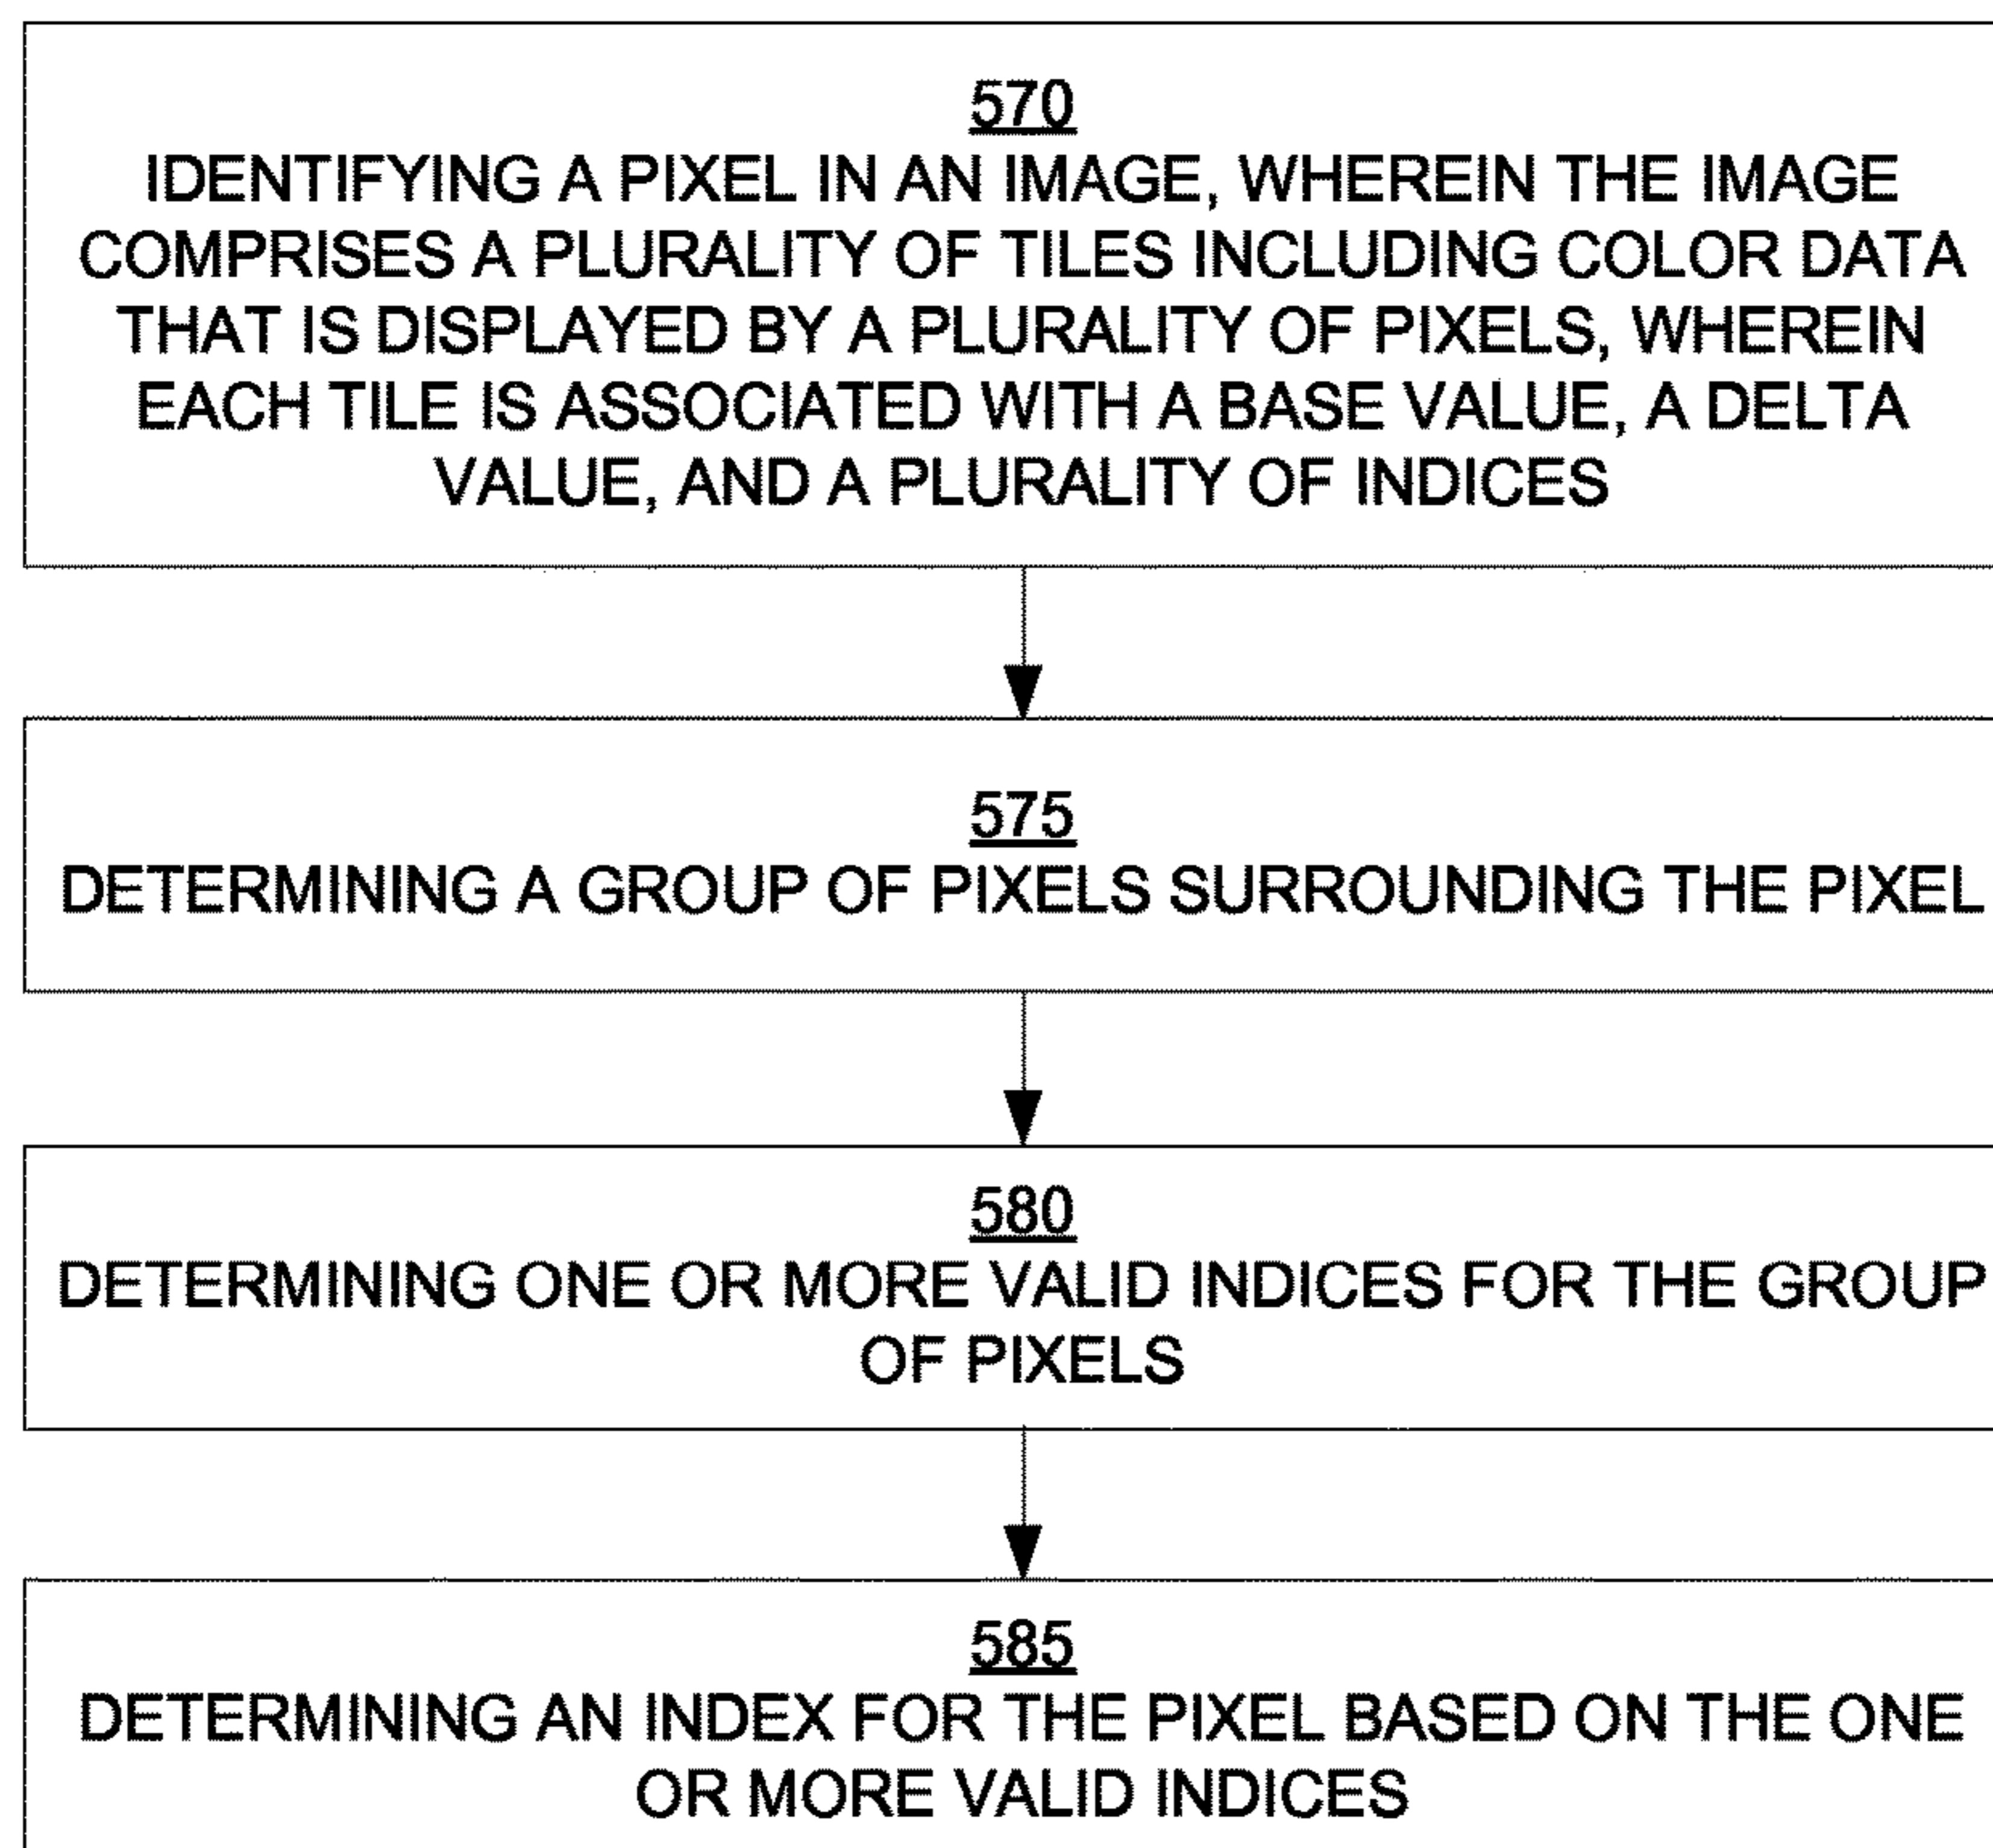 570
IDENTIFYING A PIXEL IN AN IMAGE, WHEREIN THE IMAGE
COMPRISES A PLURALITY OF TILES INCLUDING COLOR DATA
THAT IS DISPLAYED BY A PLURALITY OF PIXELS, WHEREIN
EACH TILE IS ASSOCIATED WITH A BASE VALUE, A DELTA
VALUE, AND A PLURALITY OF INDICES
575
DETERMINING A GROUP OF PIXELS SURROUNDING THE PIXEL
580
DETERMINING ONE OR MORE VALID INDICES FOR THE GROUP
OF PIXELS
585
DETERMINING AN INDEX FOR THE PIXEL BASED ON THE ONE
OR MORE VALID INDICES